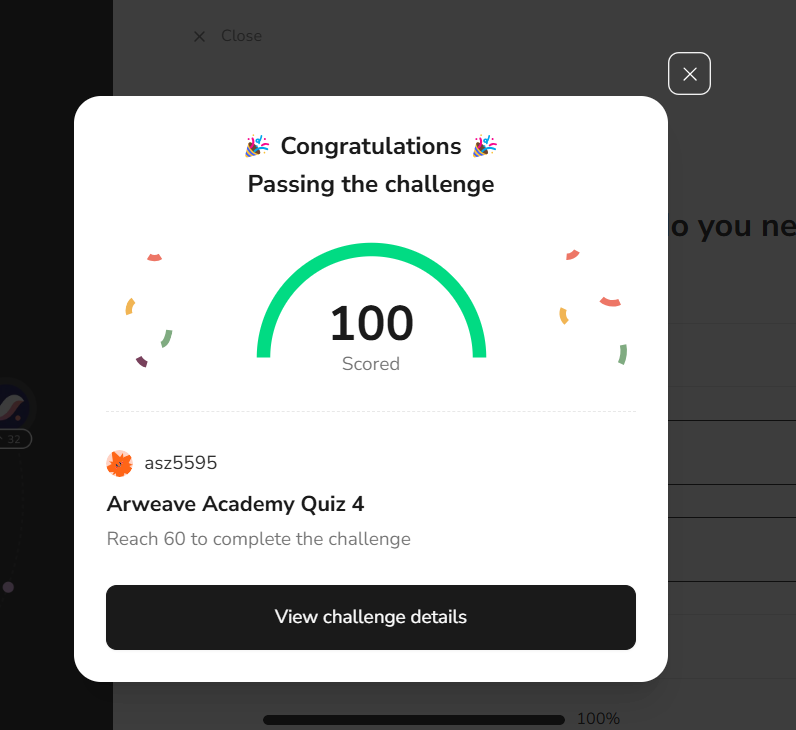 Close
🎉 Congratulations 🎉
Passing the challenge
o you ne
100
Scored
32
asz5595
Arweave Academy Quiz 4
Reach 60 to complete the challenge
View challenge details
100%